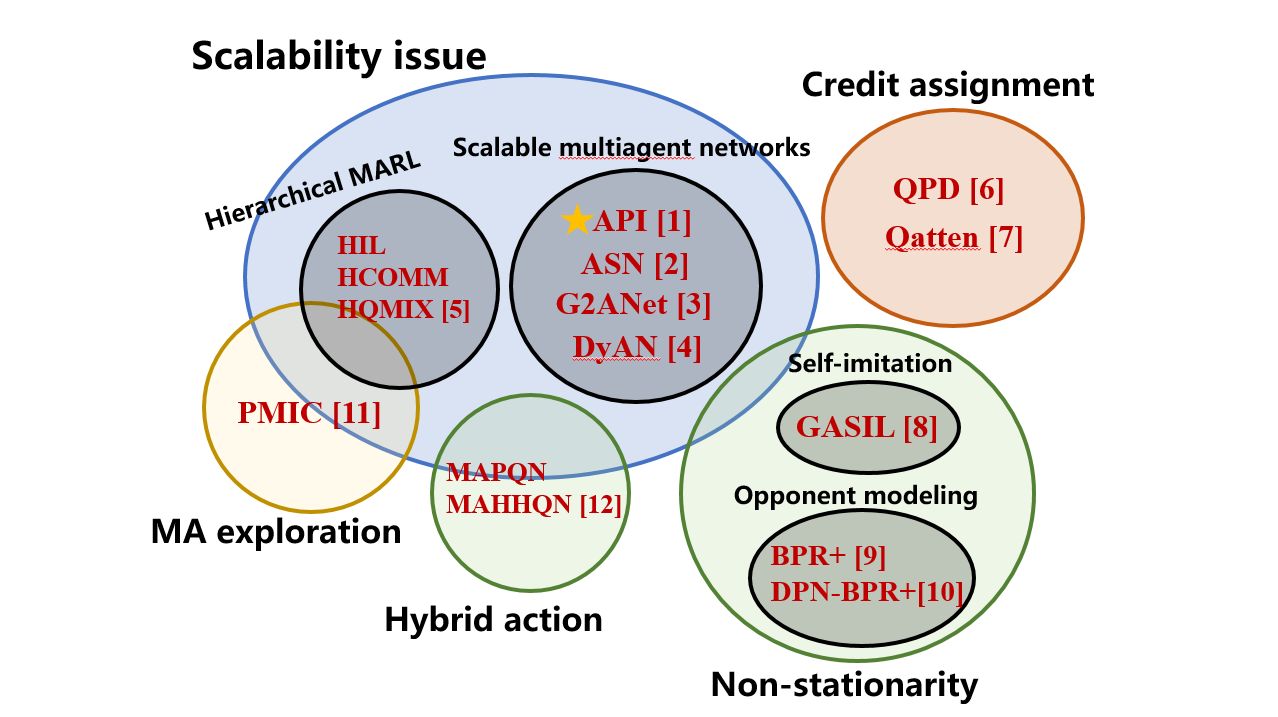 Scalability issue
Credit assignment
Scalable multiagent networks
Hierarchical MARL
QPD [6]
Qatten [7]
API [1]
ASN [2]
G2ANet [3]
DyAN [4]
HIL
HCOMM
HQMIX [5]
Self-imitation
GASIL [8]
PMIC [11]
MAPQN
MAHHQN [12]
Opponent modeling
BPR+ [9]
DPN-BPR+[10]
MA exploration
Hybrid action
Non-stationarity